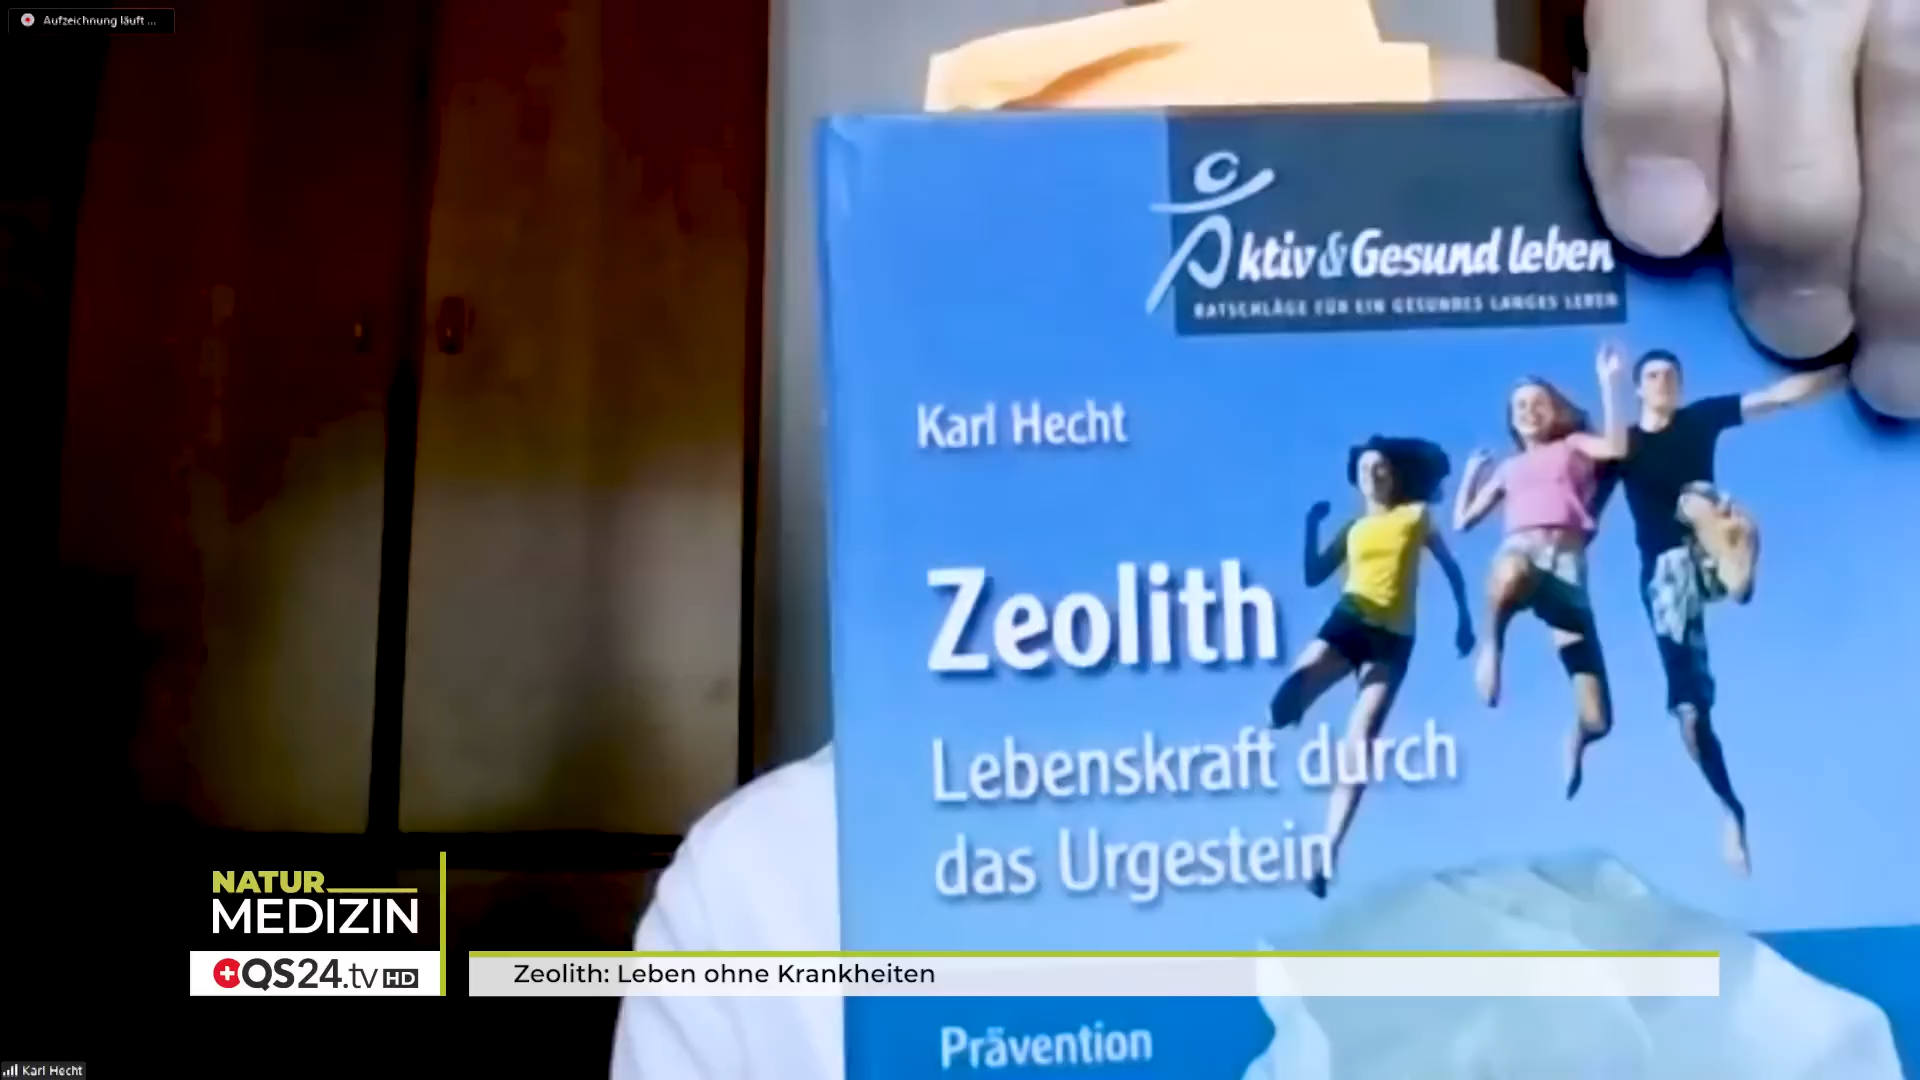 Aufzeichnung läuft ...
Aktiv&Gesund leben
RATSCHLÄGE FÜR EIN GESUNDES LANGES LEBEN
Karl Hecht
Zeolith
Lebenskraft durch
das Urgestein
NATUR
MEDIZIN
QS24.tv HD
Zeolith: Leben ohne Krankheiten
Prävention
Karl Hecht